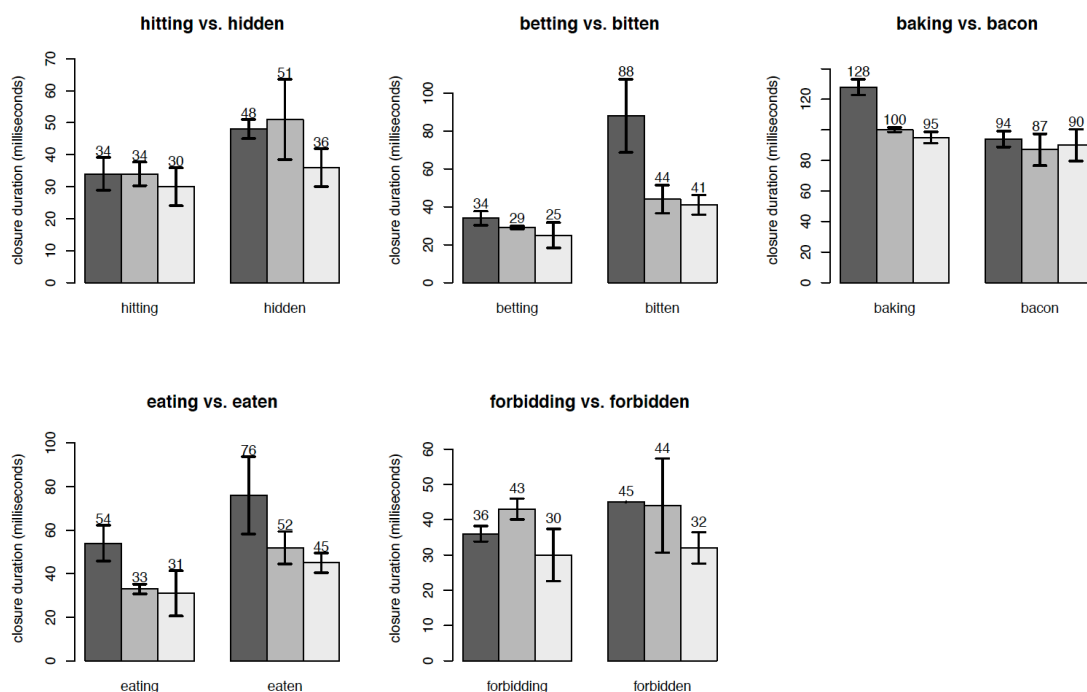 hitting vs. hidden
closure duration (milliseconds)
0 10 20 30 40 50 60 70
34 34 30 48 51 36
hitting hidden
betting vs. bitten
closure duration (milliseconds)
0 20 40 60 80 100
34 29 25 88 44 41
betting bitten
baking vs. bacon
closure duration (milliseconds)
0 20 40 60 80 120
128 100 95 94 87 90
baking bacon
eating vs. eaten
closure duration (milliseconds)
0 20 40 60 80 100
54 33 31 76 52 45
eating eaten
forbidding vs. forbidden
closure duration (milliseconds)
0 10 20 30 40 50 60
36 43 30 45 44 32
forbidding forbidden